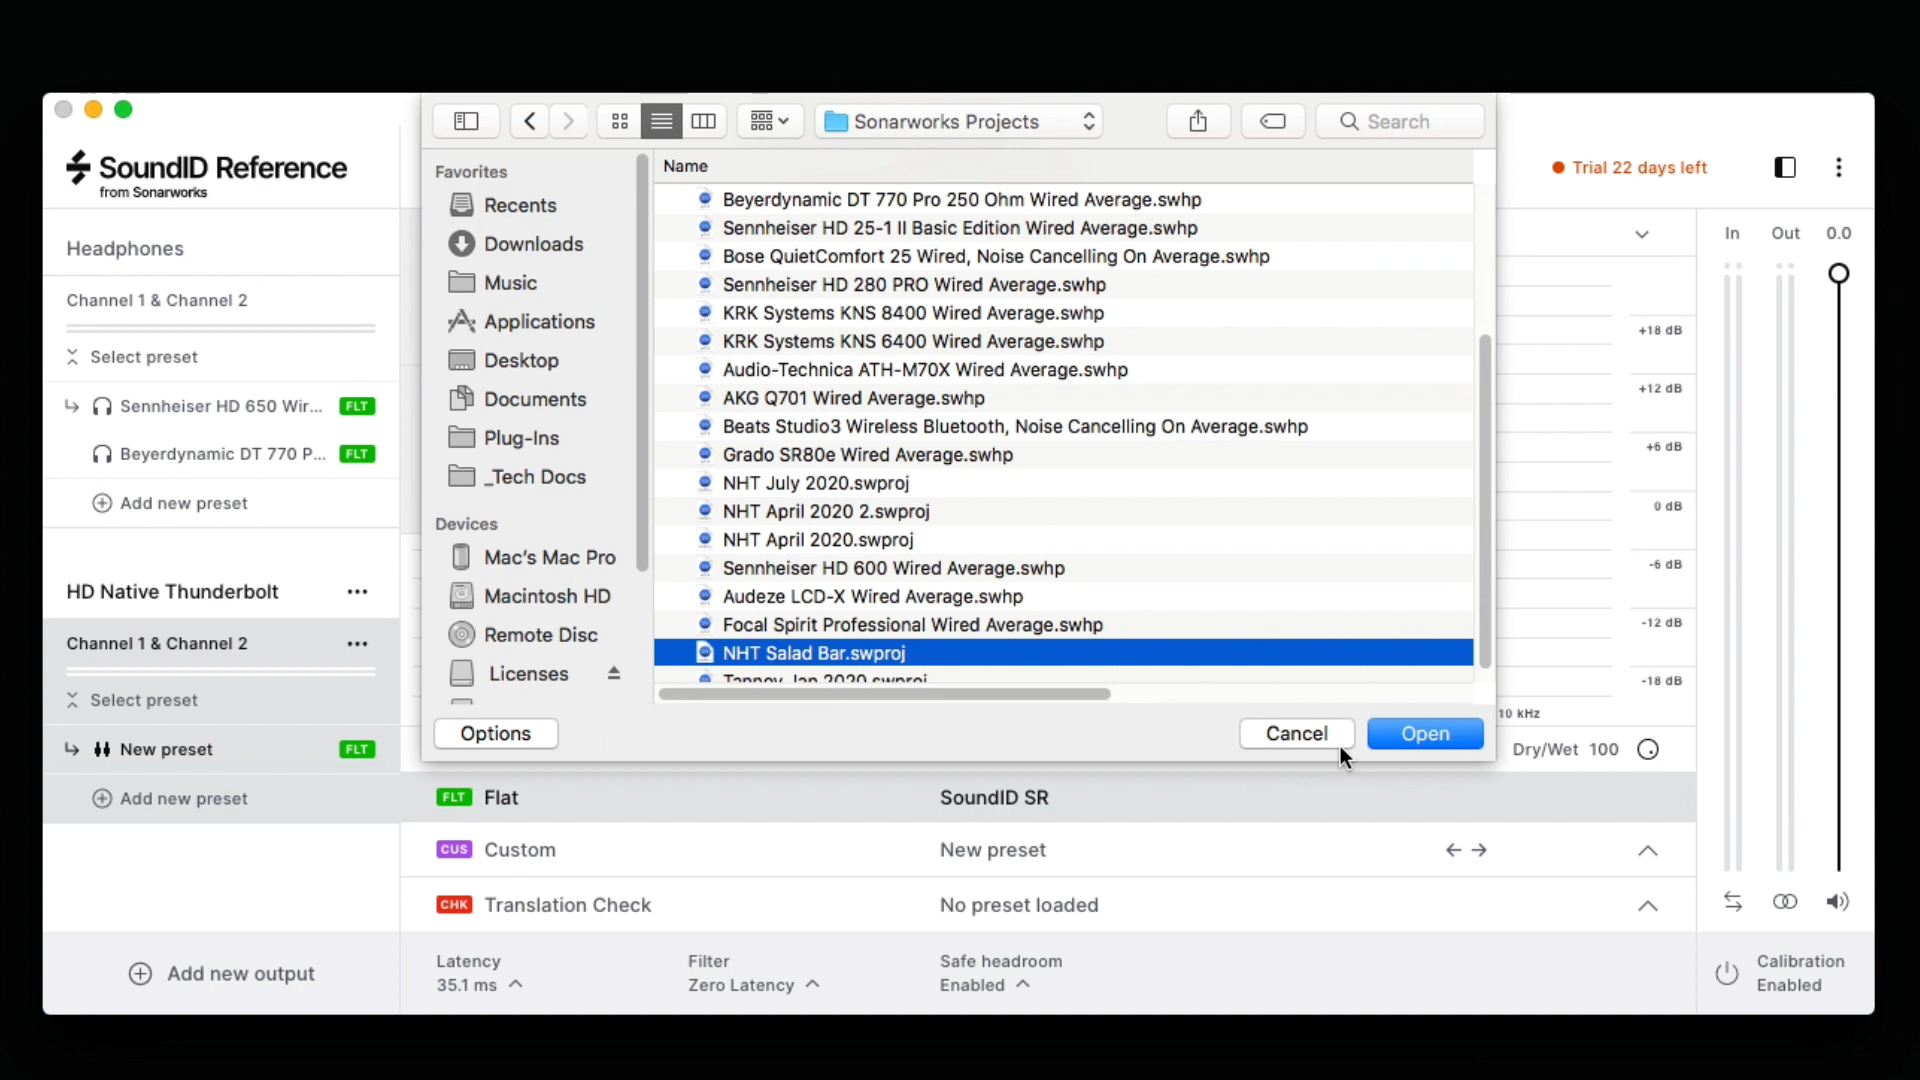 SoundID Reference
from Sonarworks
Headphones
Channel 1 & Channel 2
Select preset
Sennheiser HD 650 Wir... FLT
Beyerdynamic DT 770 P... FLT
Add new preset
HD Native Thunderbolt
Channel 1 & Channel 2
Select preset
New preset FLT
Add new preset
Add new output
Sonarworks Projects
Search
Favorites
Recents
Downloads
Music
Applications
Desktop
Documents
Plug-Ins
_Tech Docs
Devices
Mac's Mac Pro
Macintosh HD
Remote Disc
Licenses
Name
Beyerdynamic DT 770 Pro 250 Ohm Wired Average.swhp
Sennheiser HD 25-1 II Basic Edition Wired Average.swhp
Bose QuietComfort 25 Wired, Noise Cancelling On Average.swhp
Sennheiser HD 280 PRO Wired Average.swhp
KRK Systems KNS 8400 Wired Average.swhp
KRK Systems KNS 6400 Wired Average.swhp
Audio-Technica ATH-M70X Wired Average.swhp
AKG Q701 Wired Average.swhp
Beats Studio3 Wireless Bluetooth, Noise Cancelling On Average.swhp
Grado SR80e Wired Average.swhp
NHT July 2020.swproj
NHT April 2020 2.swproj
NHT April 2020.swproj
Sennheiser HD 600 Wired Average.swhp
Audeze LCD-X Wired Average.swhp
Focal Spirit Professional Wired Average.swhp
NHT Salad Bar.swproj
Tannoy Jan 2020.swproj
Options
Cancel
Open
Trial 22 days left
In Out 0.0
+18 dB
+12 dB
+6 dB
0 dB
-6 dB
-12 dB
-18 dB
10 kHz
Dry/Wet 100
FLT Flat SoundID SR
CUS Custom New preset
CHK Translation Check No preset loaded
Latency
35.1 ms
Filter
Zero Latency
Safe headroom
Enabled
Calibration
Enabled